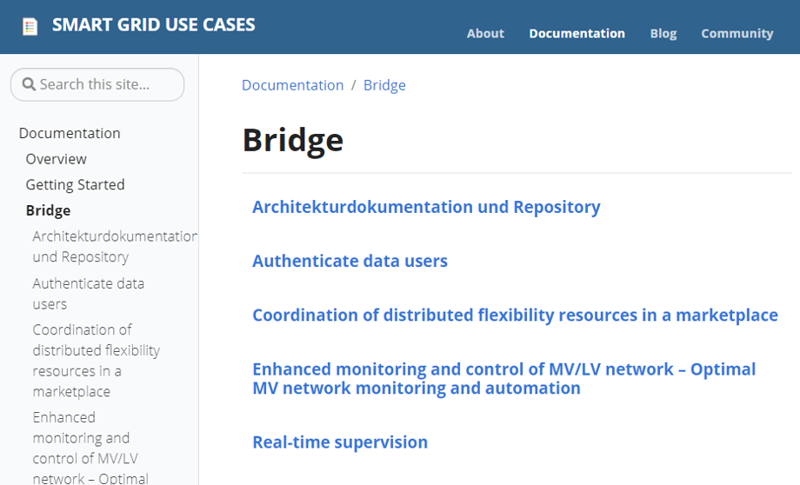 SMART GRID USE CASES
About Documentation Blog Community
Search this site...
Documentation
Overview
Getting Started
Bridge
Architekturdokumentation
und Repository
Authenticate data
users
Coordination of
distributed flexibility
resources in a
marketplace
Enhanced
monitoring and
control of MV/LV
network – Optimal
Documentation / Bridge
Bridge
Architekturdokumentation und Repository
Authenticate data users
Coordination of distributed flexibility resources in a marketplace
Enhanced monitoring and control of MV/LV network – Optimal
MV network monitoring and automation
Real-time supervision